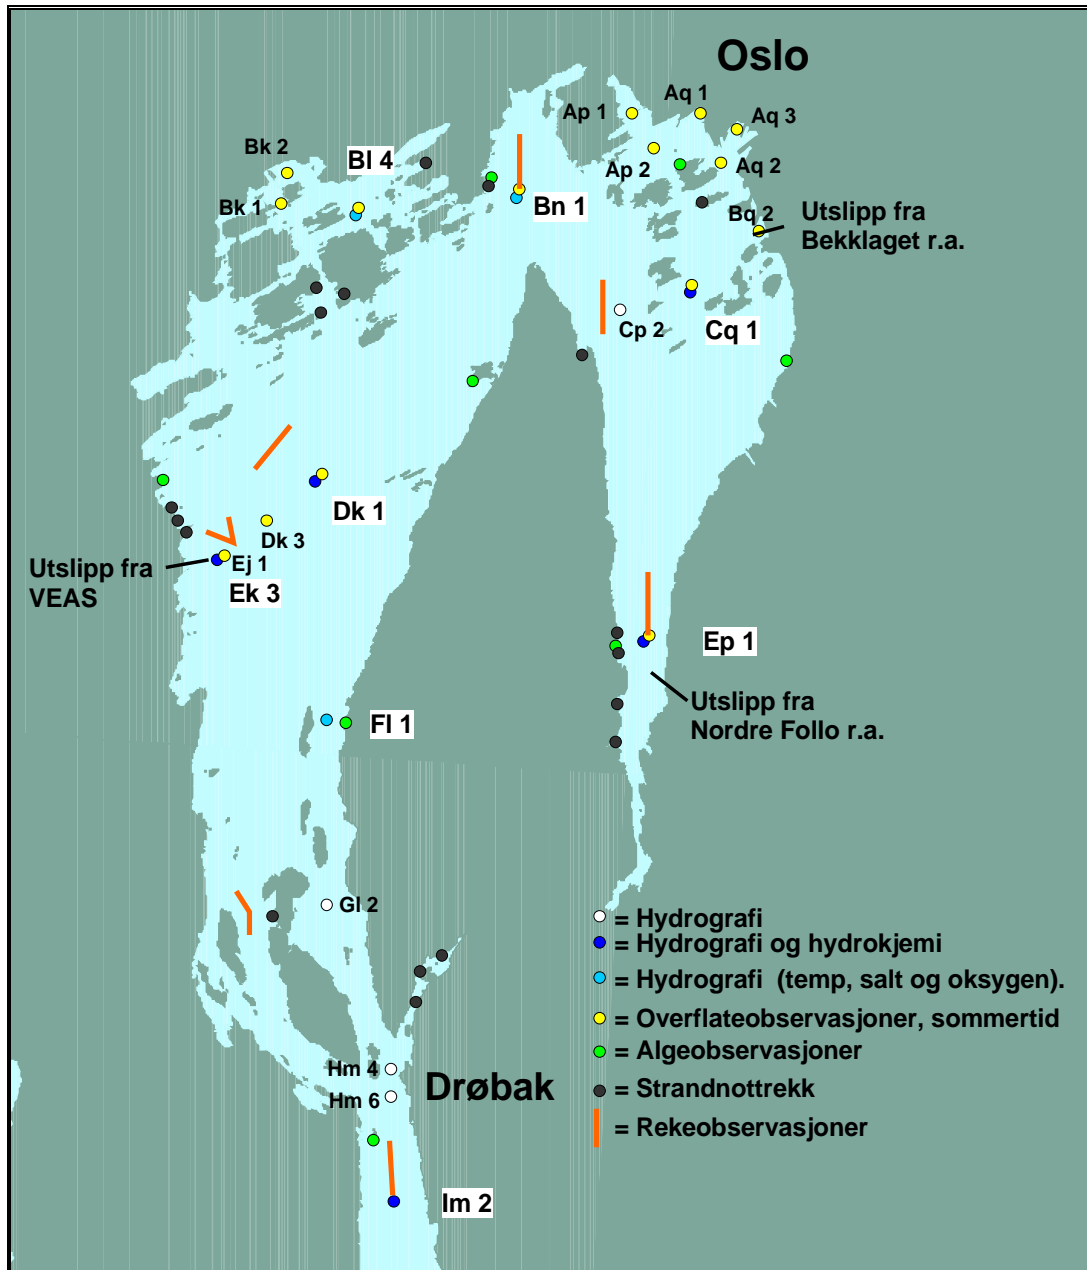 Oslo
Aq 1
Ap 1
Aq 3
Bk 2
Bl 4
Ap 2
Aq 2
Bk 1
Bn 1
Bq 2
Utslipp fra
Bekklaget r.a.
Cp 2
Cq 1
Dk 1
Dk 3
Ej 1
Utslipp fra
VEAS
Ek 3
Ep 1
Utslipp fra
Nordre Follo r.a.
Fl 1
Gl 2
= Hydrografi
= Hydrografi og hydrokjemi
= Hydrografi (temp, salt og oksygen).
= Overflateobservasjoner, sommertid
= Algeobservasjoner
= Strandnottrekk
= Rekeobservasjoner
Hm 4
Drøbak
Hm 6
Im 2